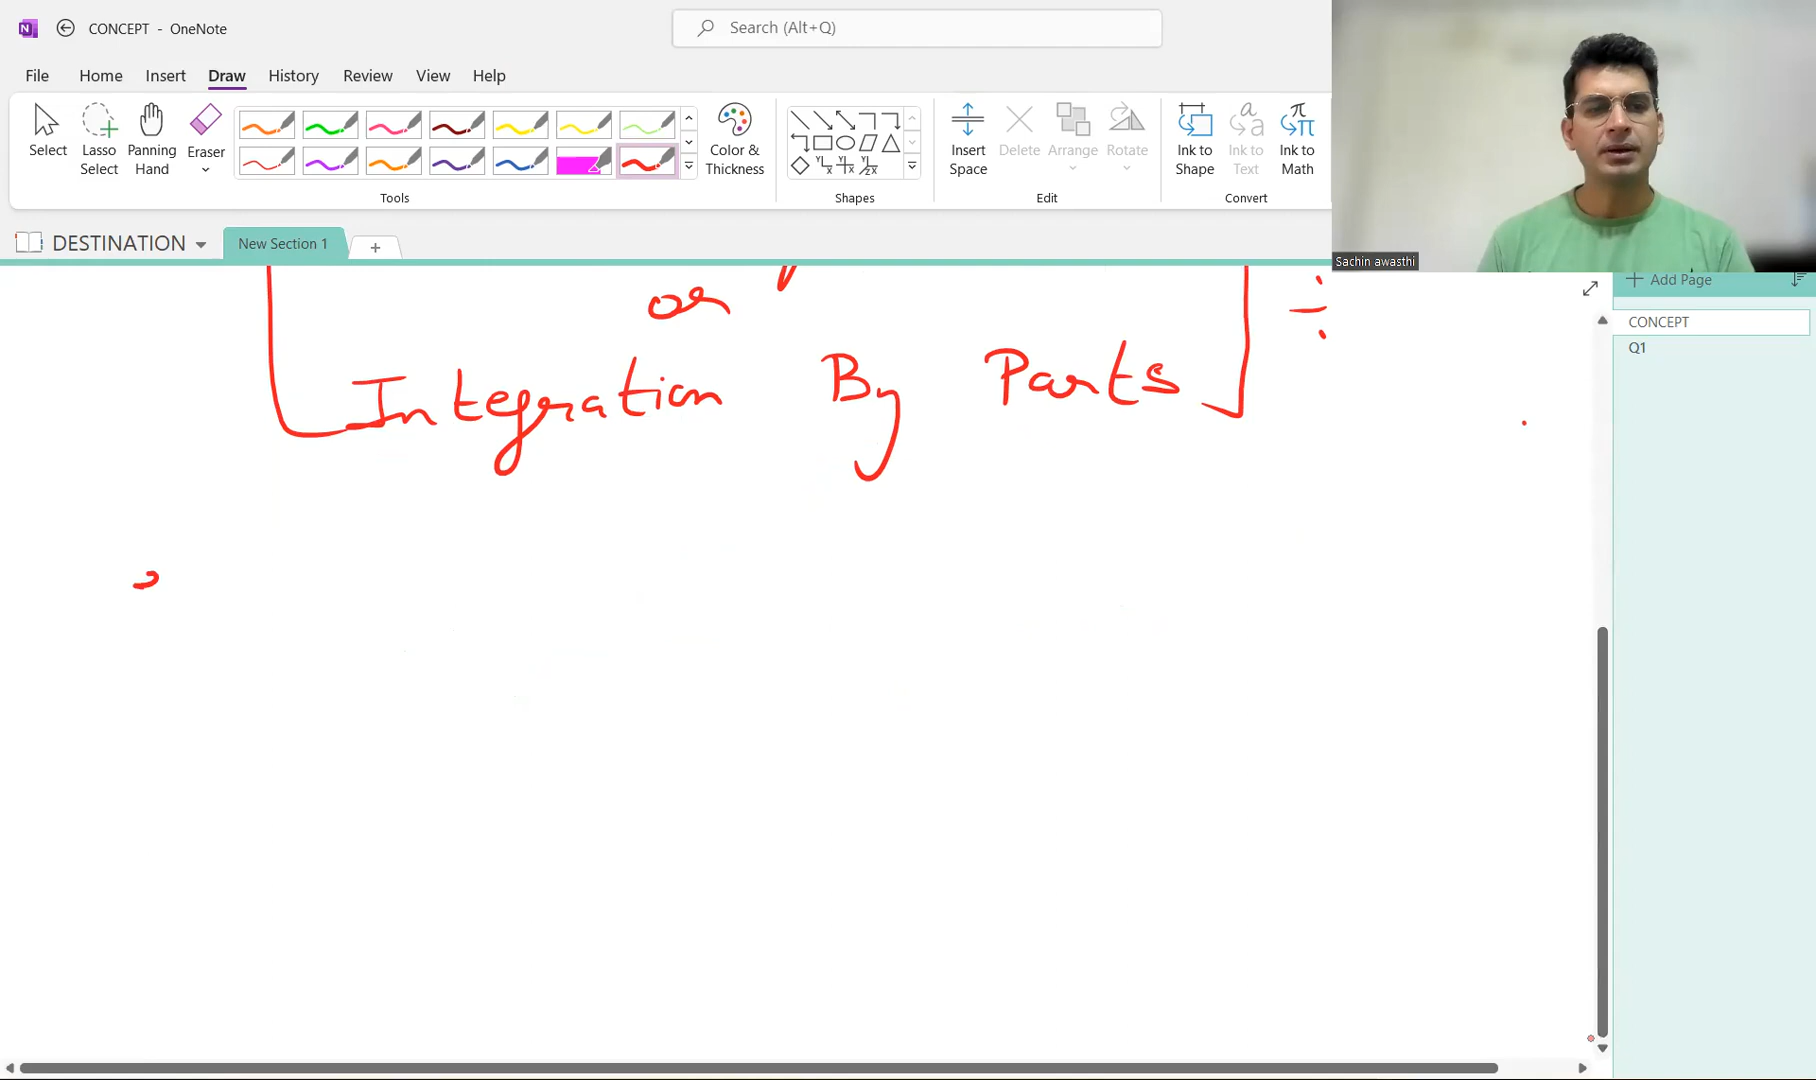 CONCEPT - OneNote
Search (Alt+Q)
File Home Insert Draw History Review View Help
Select
Lasso Select
Panning Hand
Eraser
Color & Thickness
Insert Space
Delete
Arrange
Rotate
Ink to Shape
Ink to Text
Ink to Math
Tools
Shapes
Edit
Convert
DESTINATION
New Section 1
Sachin awasthi
Add Page
CONCEPT
Q1
or
Integration By Parts